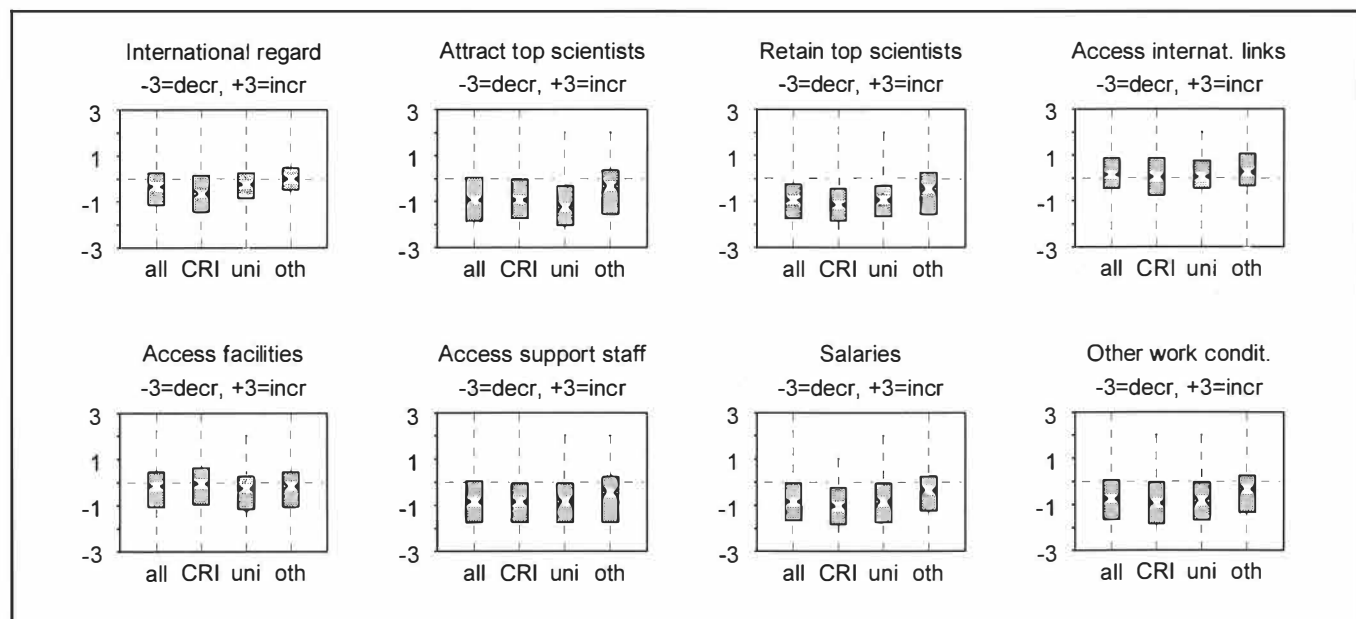 International regard
-3=decr, +3=incr
3
1
-1
-3
all CRI uni oth
Attract top scientists
-3=decr, +3=incr
3
1
-1
-3
all CRI uni oth
Retain top scientists
-3=decr, +3=incr
3
1
-1
-3
all CRI uni oth
Access internat. links
-3=decr, +3=incr
3
1
-1
-3
all CRI uni oth
Access facilities
-3=decr, +3=incr
3
1
-1
-3
all CRI uni oth
Access support staff
-3=decr, +3=incr
3
1
-1
-3
all CRI uni oth
Salaries
-3=decr, +3=incr
3
1
-1
-3
all CRI uni oth
Other work condit.
-3=decr, +3=incr
3
1
-1
-3
all CRI uni oth